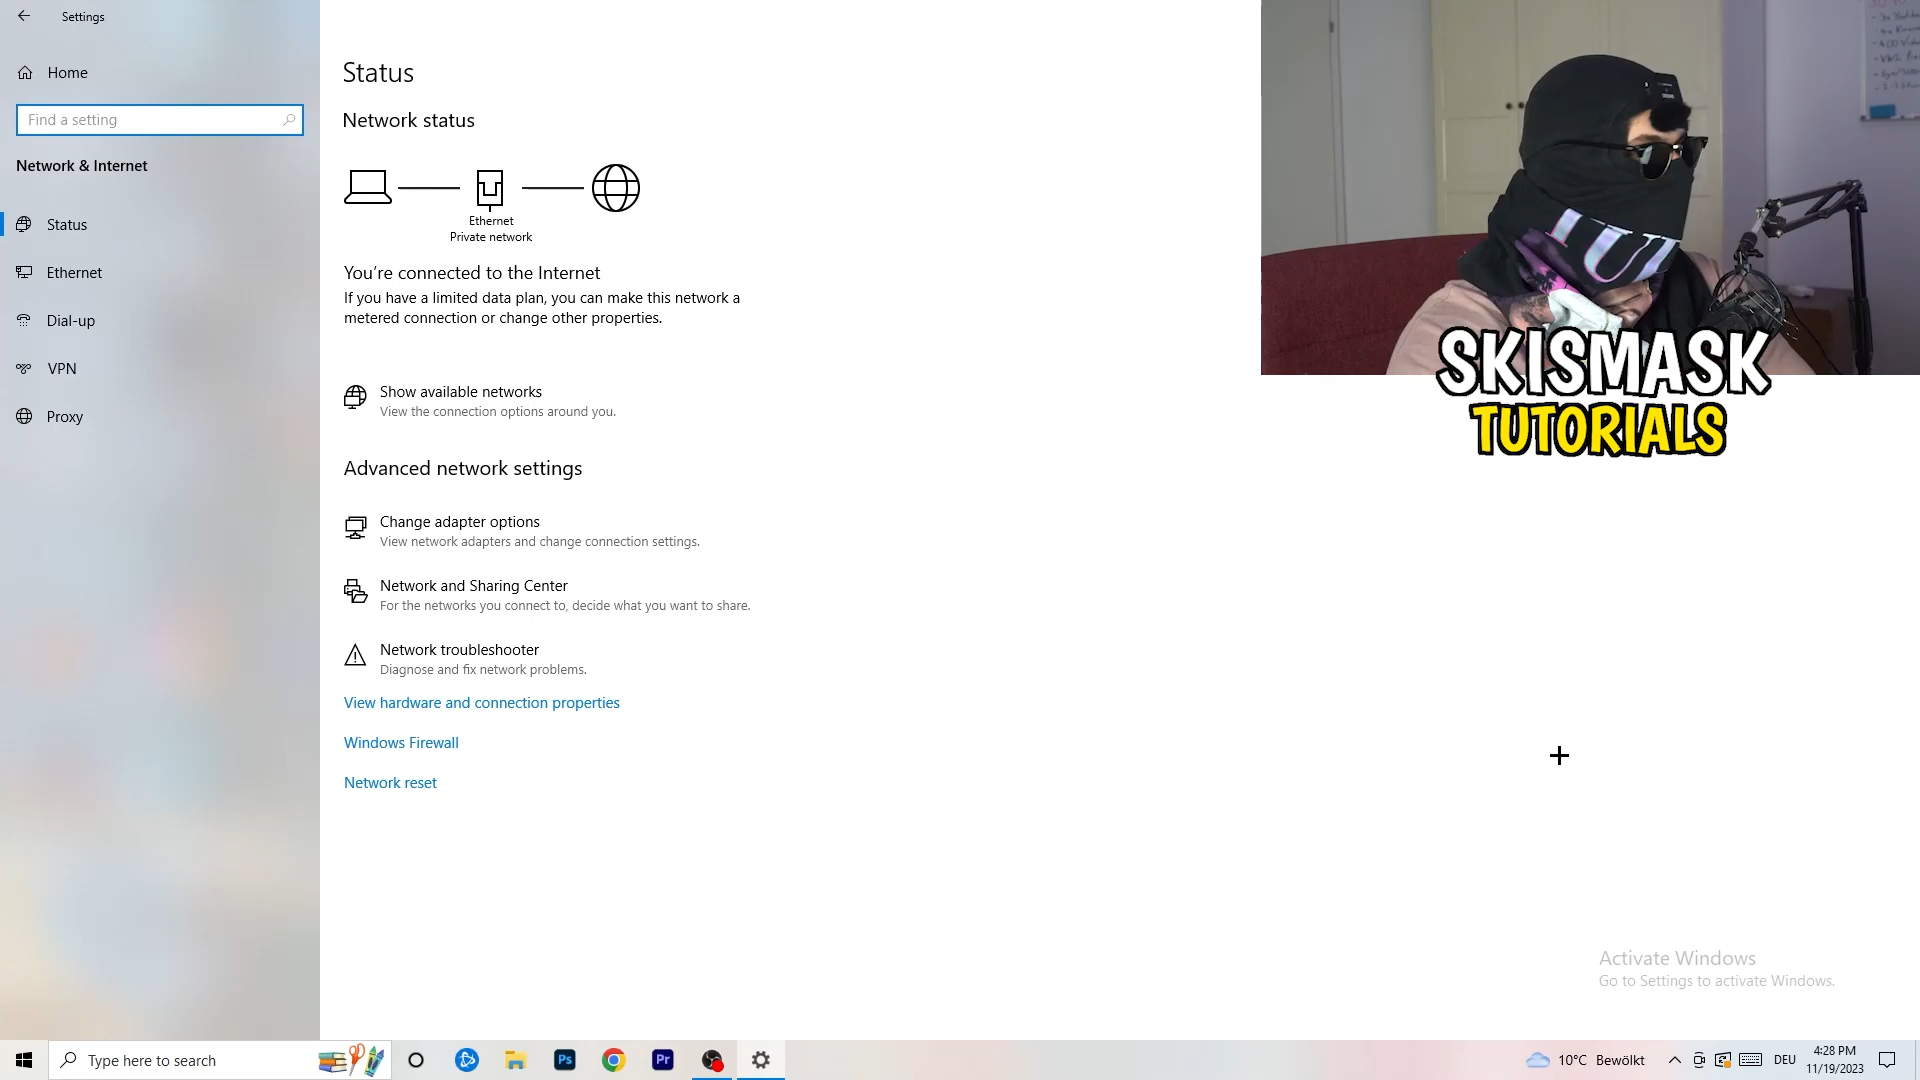 Settings
Home
Find a setting
Network & Internet
Status
Ethernet
Dial-up
VPN
Proxy
Status
Network status
Ethernet
Private network
You're connected to the Internet
If you have a limited data plan, you can make this network a
metered connection or change other properties.
Show available networks
View the connection options around you.
Advanced network settings
Change adapter options
View network adapters and change connection settings.
Network and Sharing Center
For the networks you connect to, decide what you want to share.
Network troubleshooter
Diagnose and fix network problems.
View hardware and connection properties
Windows Firewall
Network reset
SKISMASK
TUTORIALS
Activate Windows
Go to Settings to activate Windows.
Type here to search
Ps
Pr
10°C Bewölkt
DEU
4:28 PM
11/19/2023